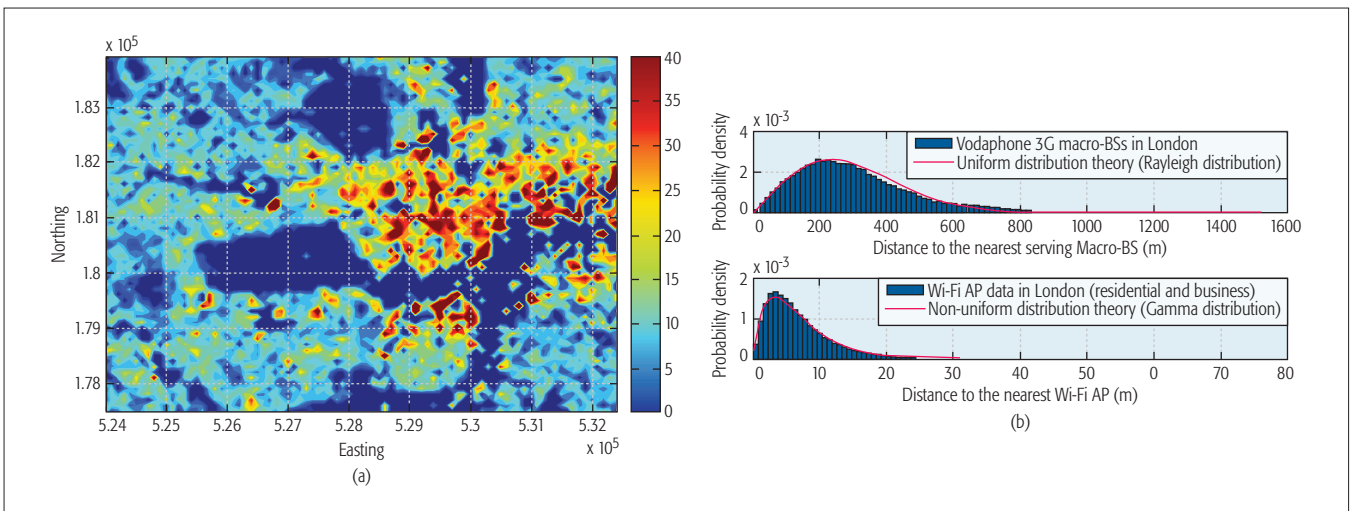 x 10⁵
40
35
30
25
20
15
10
5
0
1.83
1.82
1.81
1.8
1.79
1.78
Northing
5.24 5.25 5.26 5.27 5.28 5.29 5.3 5.31 5.32
Easting
x 10⁵
(a)
x 10⁻³
4
2
0
Probability density
Vodaphone 3G macro-BSs in London
Uniform distribution theory (Rayleigh distribution)
0 200 400 600 800 1000 1200 1400 1600
Distance to the nearest serving Macro-BS (m)
x 10⁻³
2
1
0
Probability density
Wi-Fi AP data in London (residential and business)
Non-uniform distribution theory (Gamma distribution)
0 10 20 30 40 50 0 70 80
Distance to the nearest Wi-Fi AP (m)
(b)